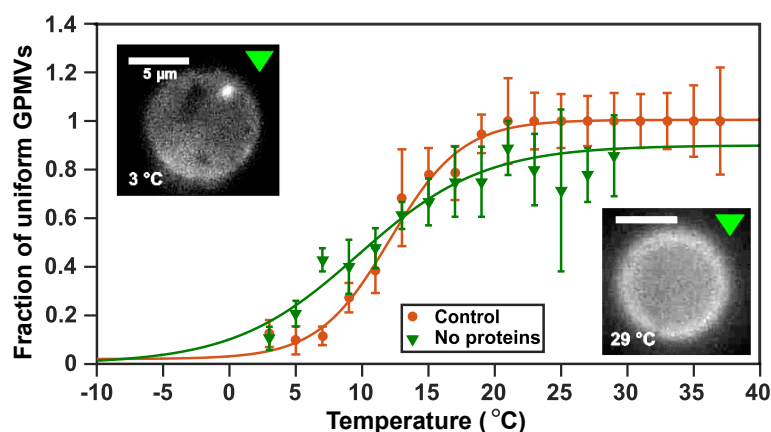 1.4
1.2
1
0.8
0.6
0.4
0.2
0
Fraction of uniform GPMVs
5 µm
3 °C
29 °C
Control
No proteins
-10 -5 0 5 10 15 20 25 30 35 40
Temperature (°C)